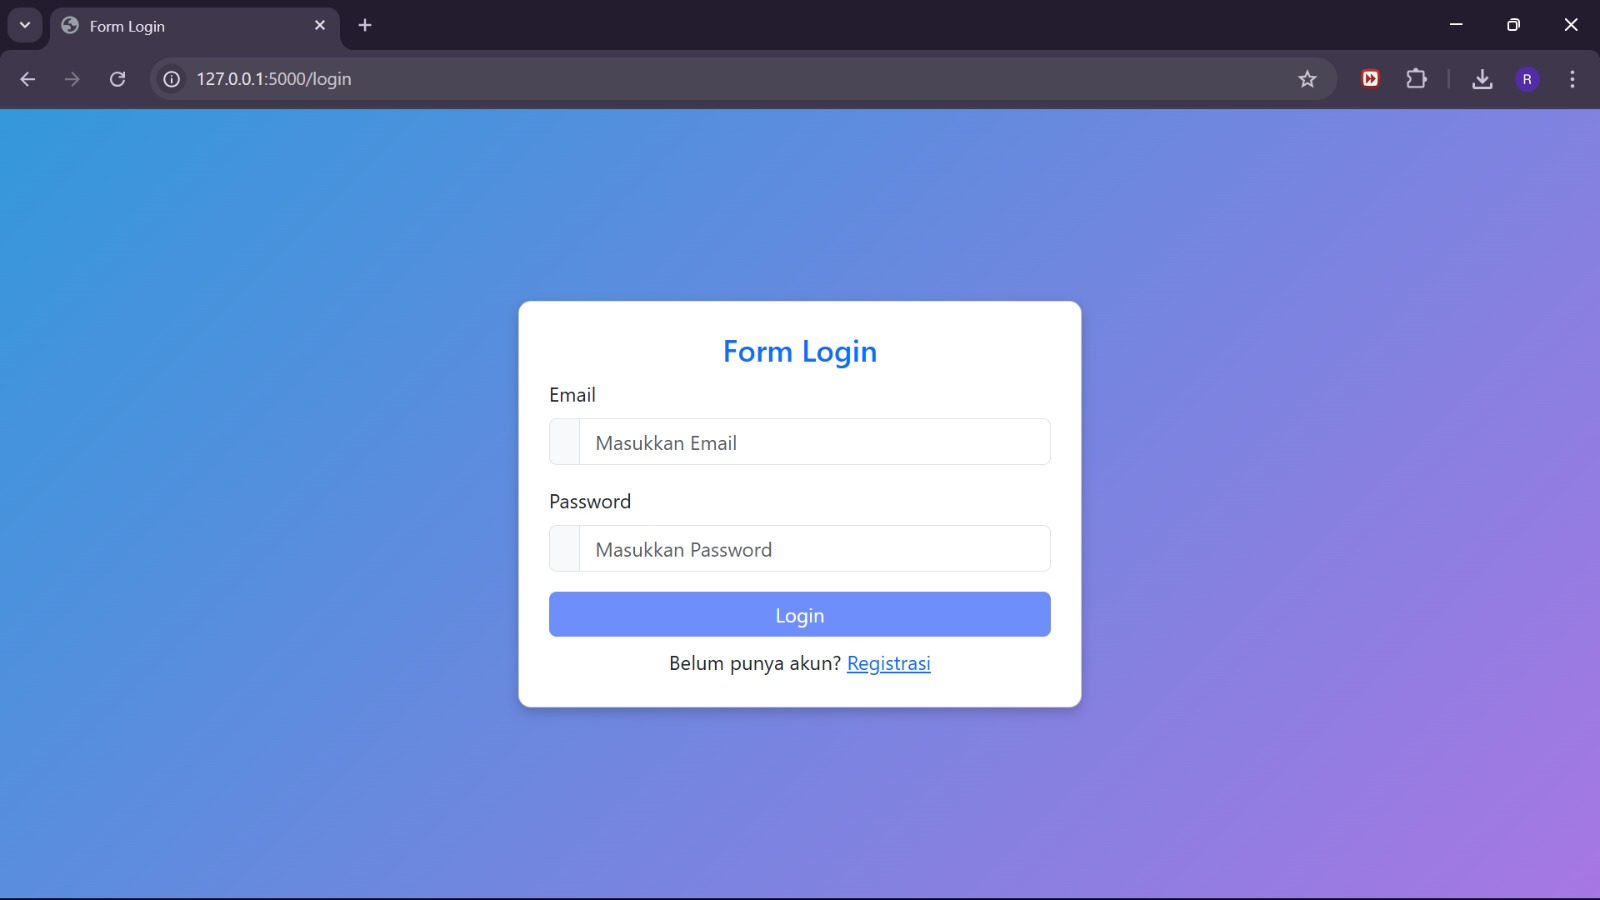 Form Login
127.0.0.1:5000/login
R
Form Login
Email
Masukkan Email
Password
Masukkan Password
Login
Belum punya akun? Registrasi